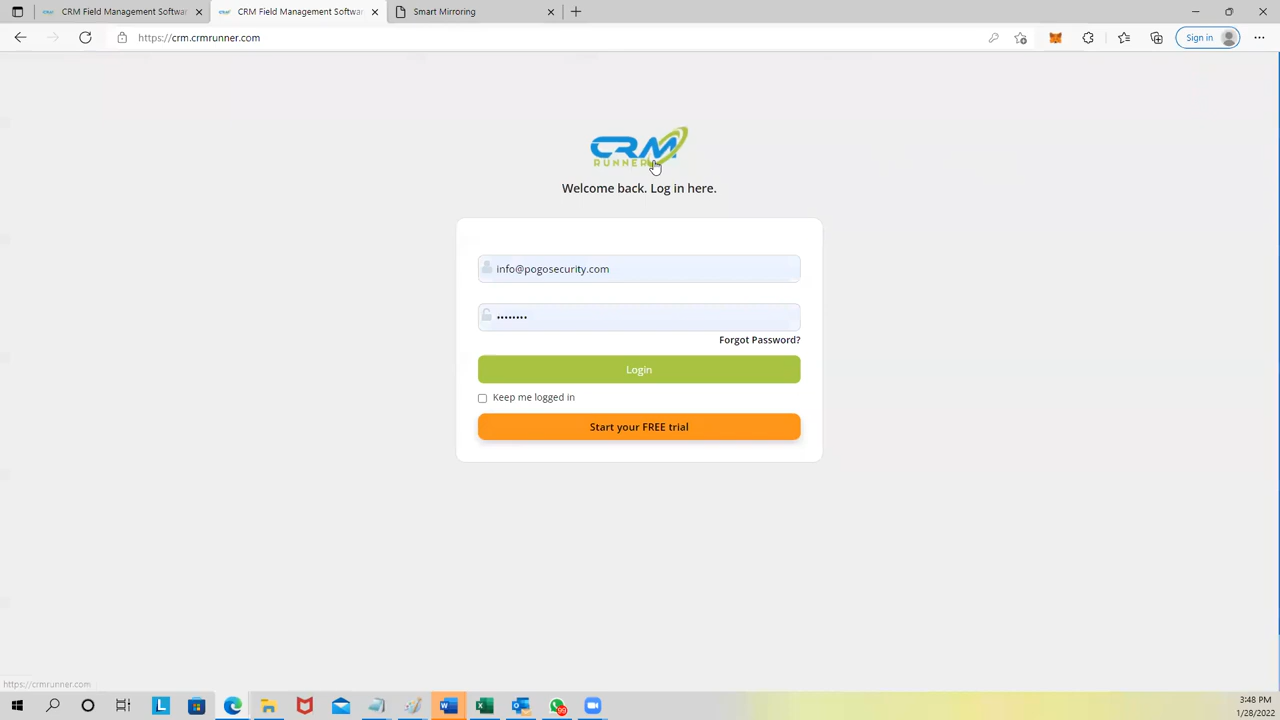 CRM Field Management Softwar
CRM Field Management Softwar
Smart Mirroring
https://crm.crmrunner.com
Sign in
CRM
RUNNER
Welcome back. Log in here.
info@pogosecurity.com
••••••••
Forgot Password?
Login
Keep me logged in
Start your FREE trial
https://crmrunner.com
99
3:48 PM
1/28/2022